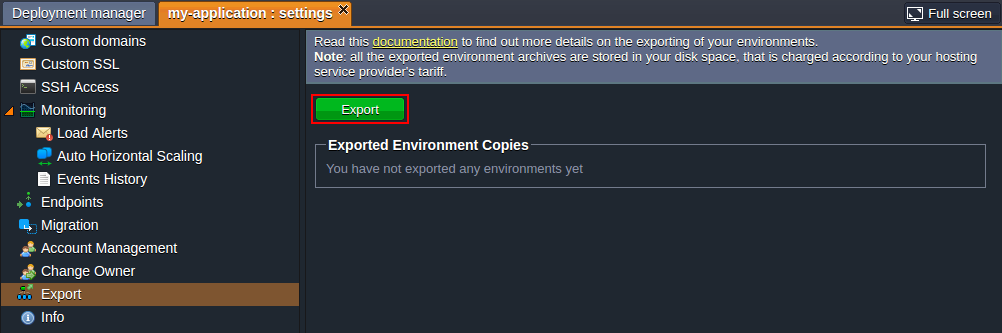 Deployment manager
my-application : settings
Full screen
Custom domains
Custom SSL
SSH Access
Monitoring
Load Alerts
Auto Horizontal Scaling
Events History
Endpoints
Migration
Account Management
Change Owner
Export
Info
Read this documentation to find out more details on the exporting of your environments.
Note: all the exported environment archives are stored in your disk space, that is charged according to your hosting
service provider's tariff.
Export
Exported Environment Copies
You have not exported any environments yet